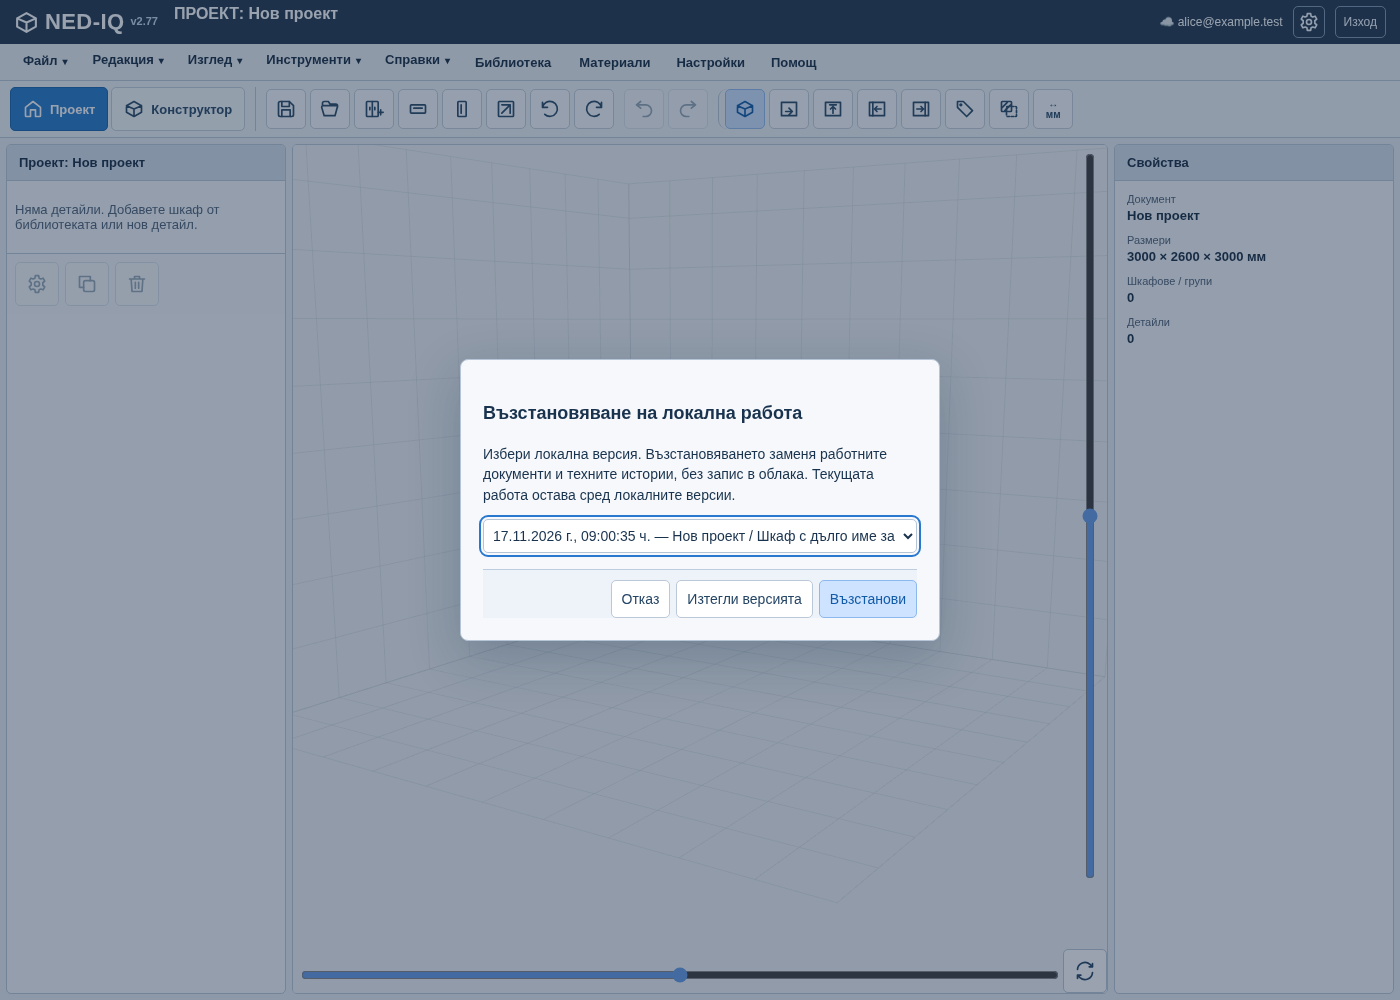 NED-IQ v2.77 ПРОЕКТ: Нов проект
☁️ alice@example.test Изход
Файл ▾ Редакция ▾ Изглед ▾ Инструменти ▾ Справки ▾ Библиотека Материали Настройки Помощ
Проект Конструктор
мм
Проект: Нов проект
Няма детайли. Добавете шкаф от
библиотеката или нов детайл.
Възстановяване на локална работа
Избери локална версия. Възстановяването заменя работните
документи и техните истории, без запис в облака. Текущата
работа остава сред локалните версии.
17.11.2026 г., 09:00:35 ч. — Нов проект / Шкаф с дълго име за
Отказ Изтегли версията Възстанови
Свойства
Документ
Нов проект
Размери
3000 × 2600 × 3000 мм
Шкафове / групи
0
Детайли
0